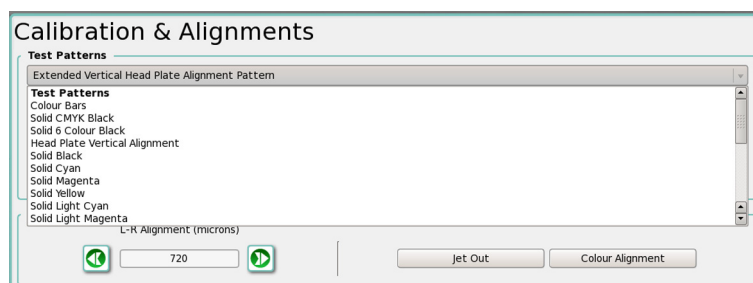 Calibration & Alignments
Test Patterns
Extended Vertical Head Plate Alignment Pattern
Test Patterns
Colour Bars
Solid CMYK Black
Solid 6 Colour Black
Head Plate Vertical Alignment
Solid Black
Solid Cyan
Solid Magenta
Solid Yellow
Solid Light Cyan
Solid Light Magenta
L-R Alignment (microns)
720 Jet Out Colour Alignment